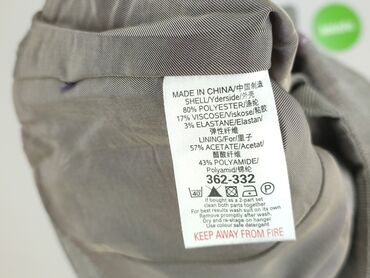 MADE IN CHINA/中国制造
SHELL/Yderside/外壳
80% POLYESTER/涤纶
17% VISCOSE/Viskose/粘胶
3% ELASTANE/Elastan/
弹性纤维
LINING/For/里子
57% ACETATE/Acetat/
醋酸纤维
43% POLYAMIDE/
Polyamid/锦纶
362-332
40
P
If bought as a 2-part set
clean both parts together
For best results wash suit on its own
Remove promptly after wash.
Dry and re-stape on hanger
Use colour safe detergant
KEEP AWAY FROM FIRE